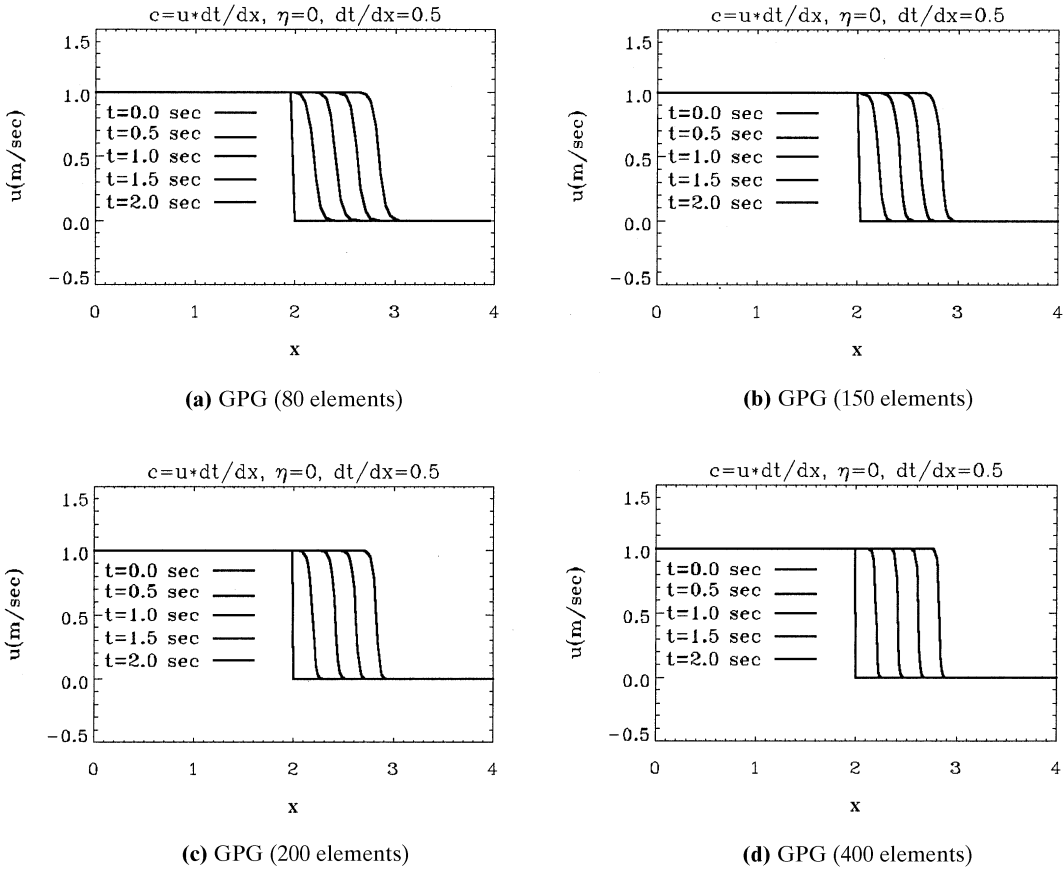 c=u*dt/dx, η=0, dt/dx=0.5
u(m/sec)
1.5
1.0
0.5
0.0
−0.5
t=0.0 sec
t=0.5 sec
t=1.0 sec
t=1.5 sec
t=2.0 sec
0 1 2 3 4
x
(a) GPG (80 elements)
c=u*dt/dx, η=0, dt/dx=0.5
u(m/sec)
1.5
1.0
0.5
0.0
−0.5
t=0.0 sec
t=0.5 sec
t=1.0 sec
t=1.5 sec
t=2.0 sec
0 1 2 3 4
x
(b) GPG (150 elements)
c=u*dt/dx, η=0, dt/dx=0.5
u(m/sec)
1.5
1.0
0.5
0.0
−0.5
t=0.0 sec
t=0.5 sec
t=1.0 sec
t=1.5 sec
t=2.0 sec
0 1 2 3 4
x
(c) GPG (200 elements)
c=u*dt/dx, η=0, dt/dx=0.5
u(m/sec)
1.5
1.0
0.5
0.0
−0.5
t=0.0 sec
t=0.5 sec
t=1.0 sec
t=1.5 sec
t=2.0 sec
0 1 2 3 4
x
(d) GPG (400 elements)